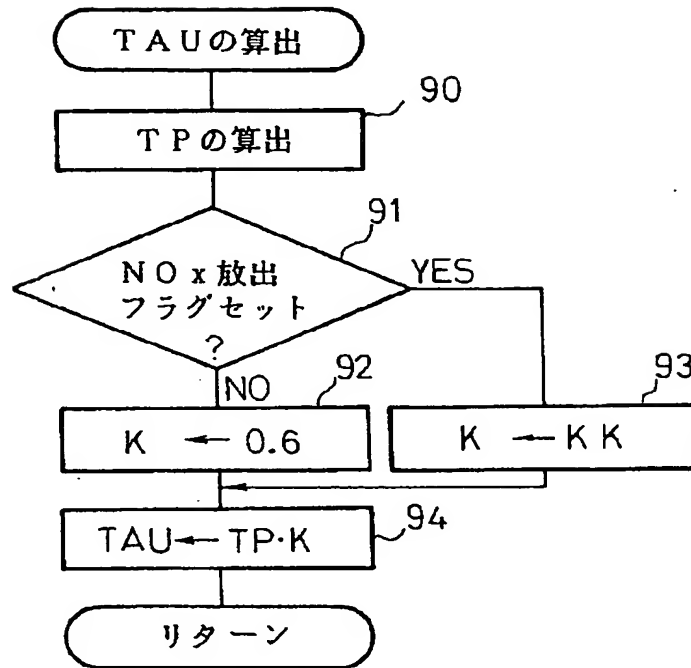 TAUの算出
90
TPの算出
91
NOx放出
フラグセット
?
YES
NO
92
K ← 0.6
93
K ← KK
94
TAU ← TP·K
リターン